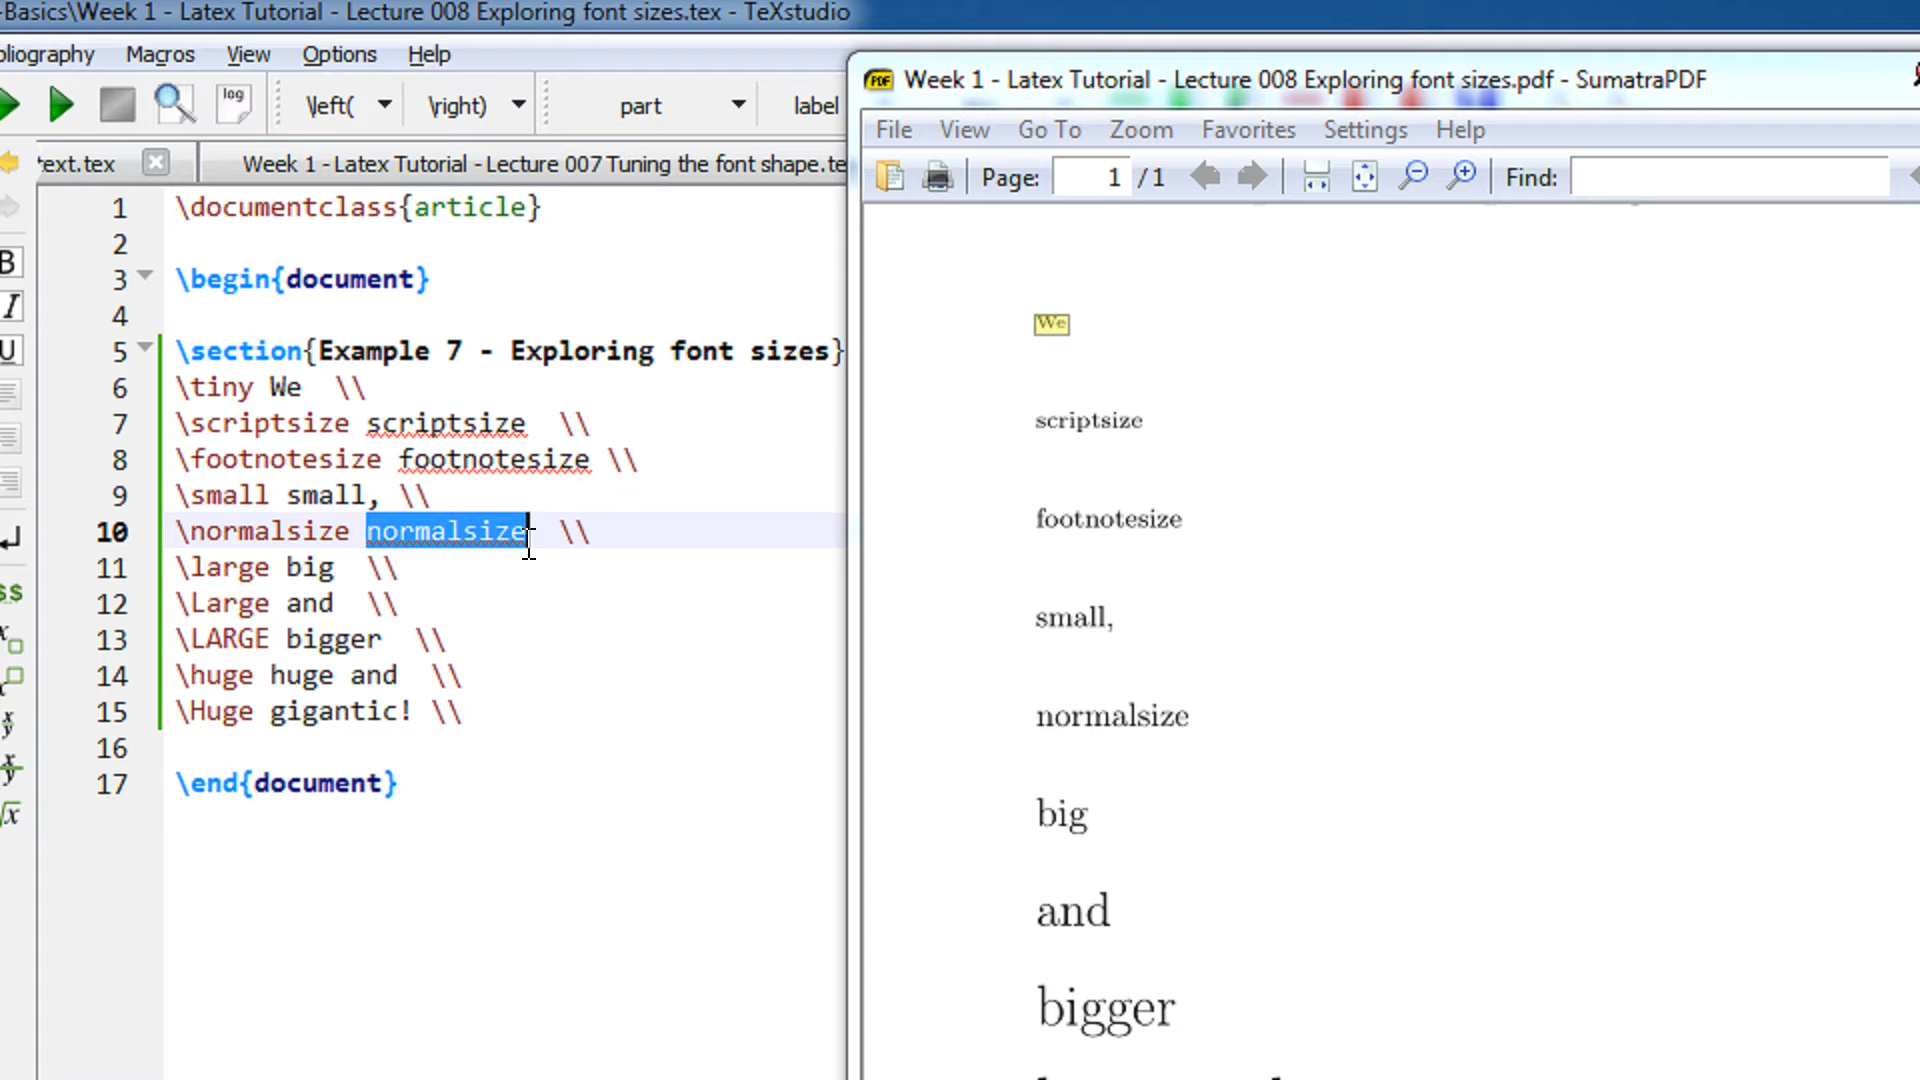 -Basics\Week 1 - Latex Tutorial - Lecture 008 Exploring font sizes.tex - TeXstudio
bliography Macros View Options Help
log \left( \right) part label
ext.tex Week 1 - Latex Tutorial - Lecture 007 Tuning the font shape.te
1 \documentclass{article}
2
3 \begin{document}
4
5 \section{Example 7 - Exploring font sizes}
6 \tiny We \\
7 \scriptsize scriptsize \\
8 \footnotesize footnotesize \\
9 \small small, \\
10 \normalsize normalsize \\
11 \large big \\
12 \Large and \\
13 \LARGE bigger \\
14 \huge huge and \\
15 \Huge gigantic! \\
16
17 \end{document}
B
I
U
$$
PDF Week 1 - Latex Tutorial - Lecture 008 Exploring font sizes.pdf - SumatraPDF
File View Go To Zoom Favorites Settings Help
Page: 1 / 1 Find:
We
scriptsize
footnotesize
small,
normalsize
big
and
bigger